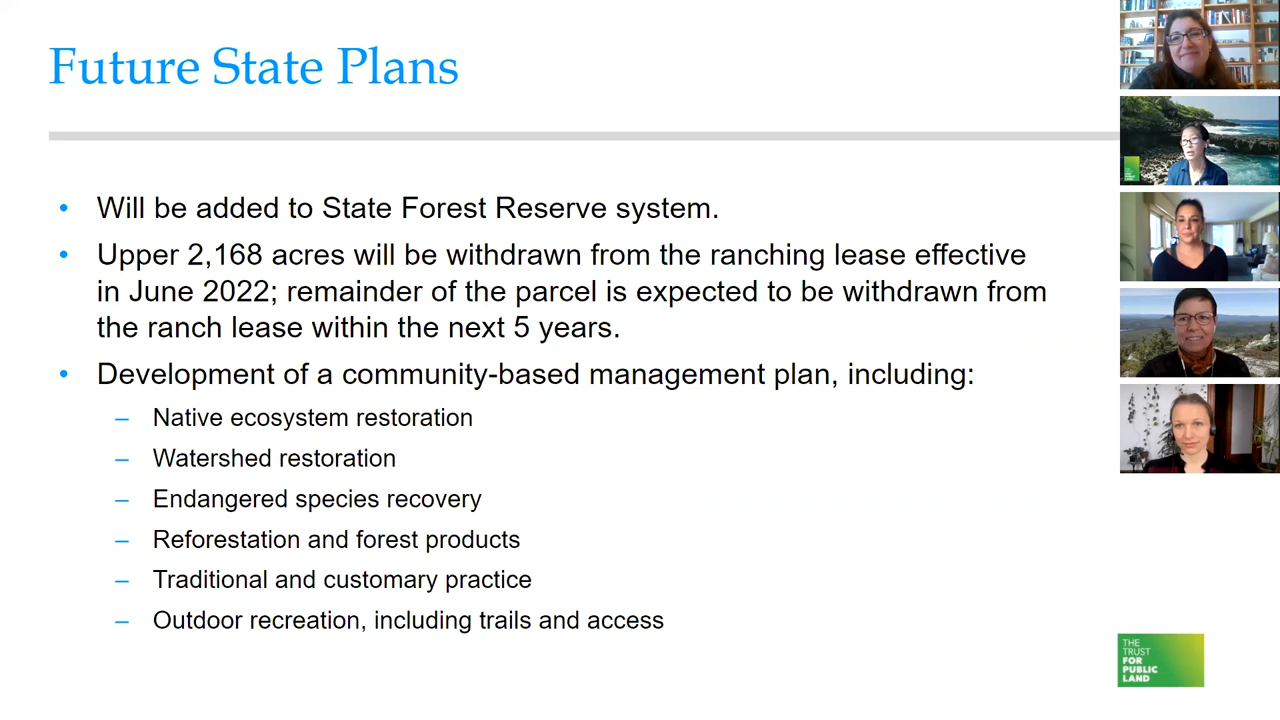 Future State Plans
• Will be added to State Forest Reserve system.
• Upper 2,168 acres will be withdrawn from the ranching lease effective
in June 2022; remainder of the parcel is expected to be withdrawn from
the ranch lease within the next 5 years.
• Development of a community-based management plan, including:
– Native ecosystem restoration
– Watershed restoration
– Endangered species recovery
– Reforestation and forest products
– Traditional and customary practice
– Outdoor recreation, including trails and access
THE
TRUST
FOR
PUBLIC
LAND